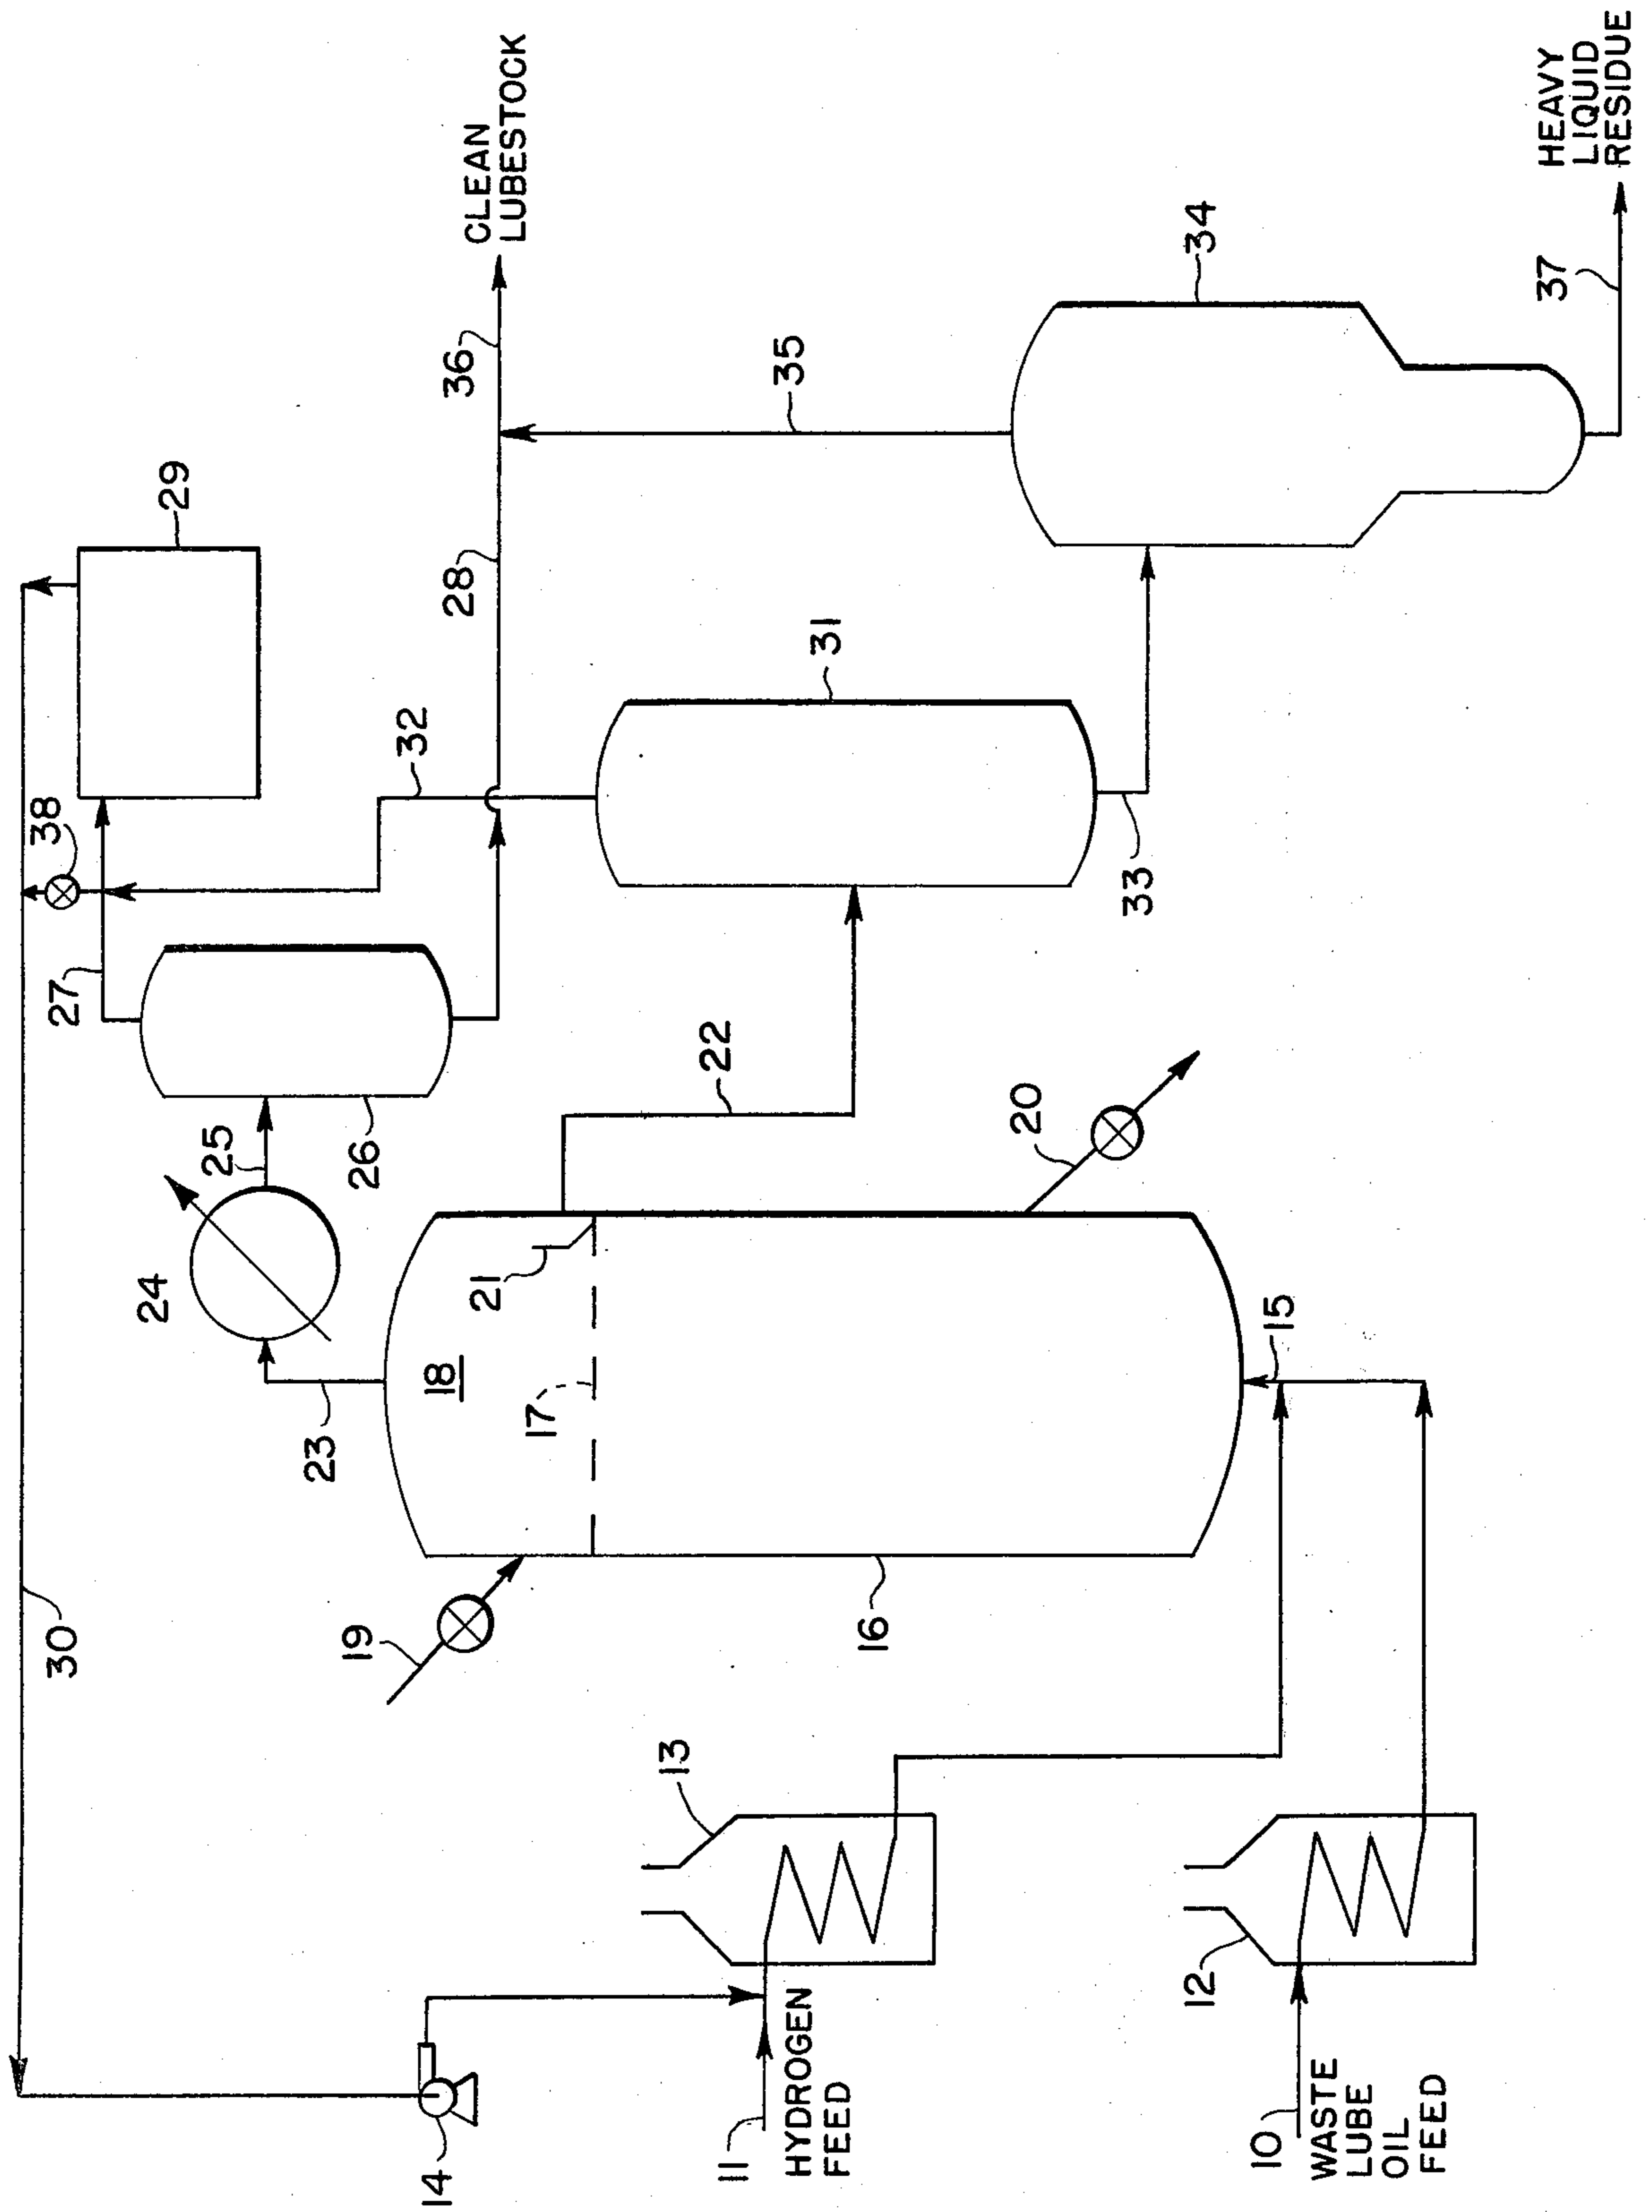 30
14
11
HYDROGEN
FEED
13
10
WASTE
LUBE
OIL
FEED
12
19
16
15
23
18
17
21
24
25
26
20
22
27
38
29
32
28
31
33
36
35
34
37
CLEAN
LUBESTOCK
HEAVY
LIQUID
RESIDUE